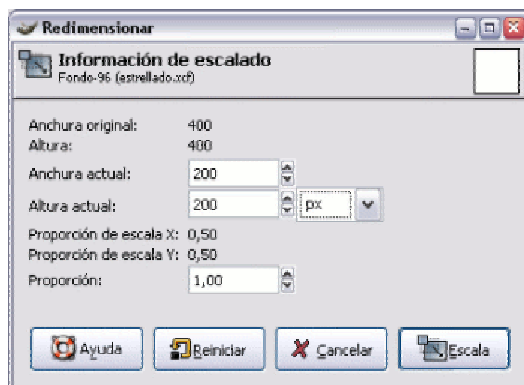 Redimensionar
Información de escalado
Fondo-96 (estrellado.xcf)
Anchura original: 400
Altura: 400
Anchura actual: 200
Altura actual: 200 px
Proporción de escala X: 0,50
Proporción de escala Y: 0,50
Proporción: 1,00
Ayuda Reiniciar Cancelar Escala